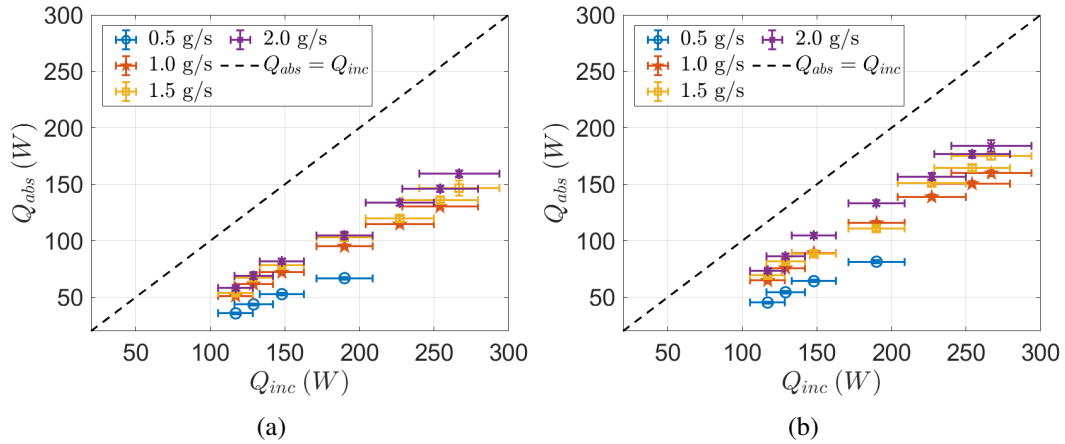 300
250
200
150
100
50
Q_abs (W)
0.5 g/s
1.0 g/s
1.5 g/s
2.0 g/s
Q_abs = Q_inc
50 100 150 200 250 300
Q_inc (W)
(a)
300
250
200
150
100
50
Q_abs (W)
0.5 g/s
1.0 g/s
1.5 g/s
2.0 g/s
Q_abs = Q_inc
50 100 150 200 250 300
Q_inc (W)
(b)